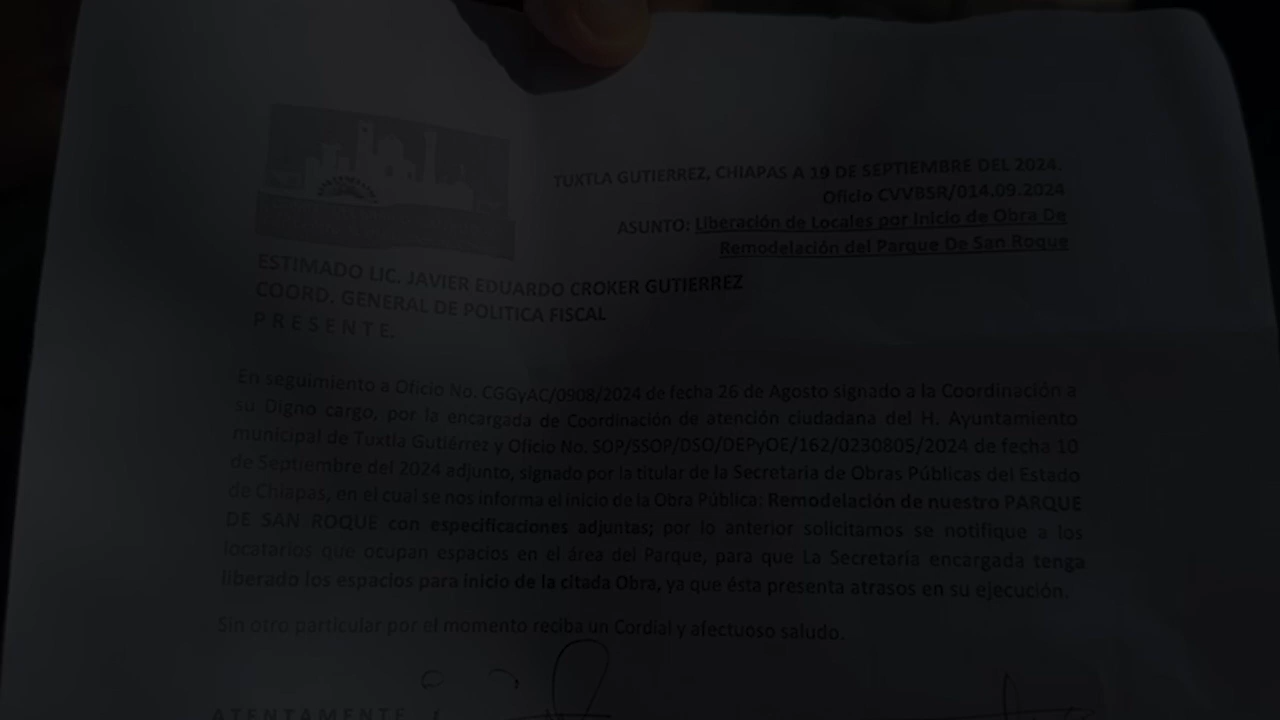 TUXTLA GUTIERREZ, CHIAPAS A 19 DE SEPTIEMBRE DEL 2024.
Oficio CVVBSR/014.09.2024
ASUNTO: Liberación de Locales por Inicio de Obra De
Remodelación del Parque De San Roque
ESTIMADO LIC. JAVIER EDUARDO CROKER GUTIERREZ
COORD. GENERAL DE POLITICA FISCAL
P R E S E N T E.
En seguimiento a Oficio No. CGGyAC/0908/2024 de fecha 26 de Agosto signado a la Coordinación a
su Digno cargo, por la encargada de Coordinación de atención ciudadana del H. Ayuntamiento
municipal de Tuxtla Gutiérrez y Oficio No. SOP/SSOP/DSO/DEPyOE/162/0230805/2024 de fecha 10
de Septiembre del 2024 adjunto, signado por la titular de la Secretaria de Obras Públicas del Estado
de Chiapas, en el cual se nos informa el inicio de la Obra Pública: Remodelación de nuestro PARQUE
DE SAN ROQUE con especificaciones adjuntas; por lo anterior solicitamos se notifique a los
locatarios que ocupan espacios en el área del Parque, para que La Secretaría encargada tenga
liberado los espacios para inicio de la citada Obra, ya que ésta presenta atrasos en su ejecución.
Sin otro particular por el momento reciba un Cordial y afectuoso saludo.
ATENTAMENTE